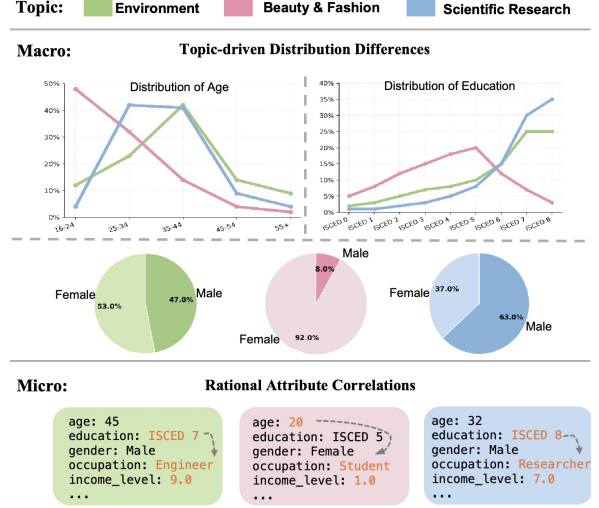 Topic: Environment Beauty & Fashion Scientific Research
Macro: Topic-driven Distribution Differences
Distribution of Age
50%
40%
30%
20%
10%
0%
16-24 25-34 35-44 45-54 55+
Distribution of Education
40%
35%
30%
25%
20%
15%
10%
5%
0%
ISCED 0 ISCED 1 ISCED 2 ISCED 3 ISCED 4 ISCED 5 ISCED 6 ISCED 7 ISCED 8
Female 53.0% 47.0% Male
Male
8.0%
92.0%
Female
Female 37.0%
63.0% Male
Micro: Rational Attribute Correlations
age: 45
education: ISCED 7
gender: Male
occupation: Engineer
income_level: 9.0
...
age: 20
education: ISCED 5
gender: Female
occupation: Student
income_level: 1.0
...
age: 32
education: ISCED 8
gender: Male
occupation: Researcher
income_level: 7.0
...